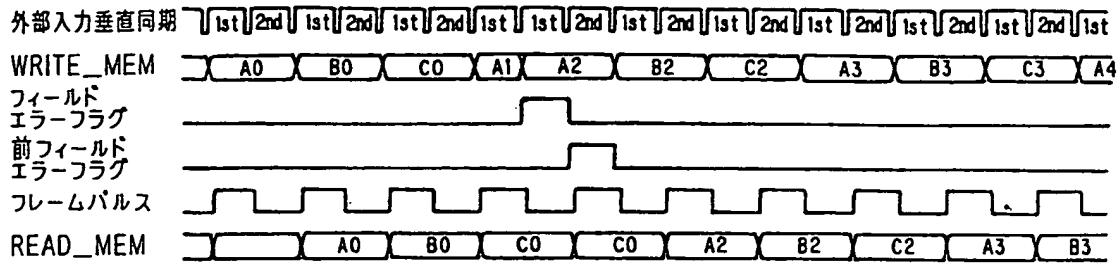 外部入力垂直同期 1st 2nd 1st 2nd 1st 2nd 1st 1st 2nd 1st 2nd 1st 2nd 1st 2nd 1st 2nd 1st 2nd 1st
WRITE_MEM A0 B0 C0 A1 A2 B2 C2 A3 B3 C3 A4
フィールド
エラーフラグ
前フィールド
エラーフラグ
フレームパルス
READ_MEM A0 B0 C0 C0 A2 B2 C2 A3 B3